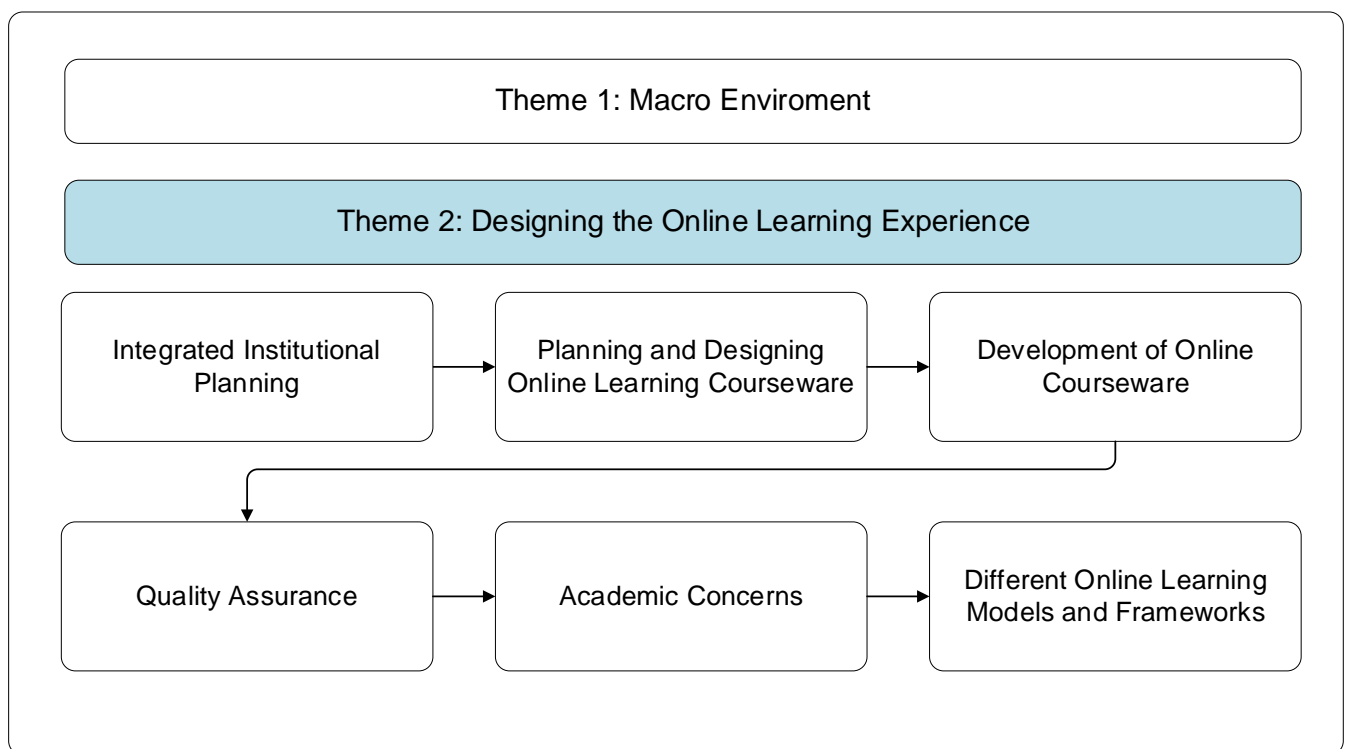 Theme 1: Macro Enviroment
Theme 2: Designing the Online Learning Experience
Integrated Institutional
Planning
Planning and Designing
Online Learning Courseware
Development of Online
Courseware
Quality Assurance
Academic Concerns
Different Online Learning
Models and Frameworks